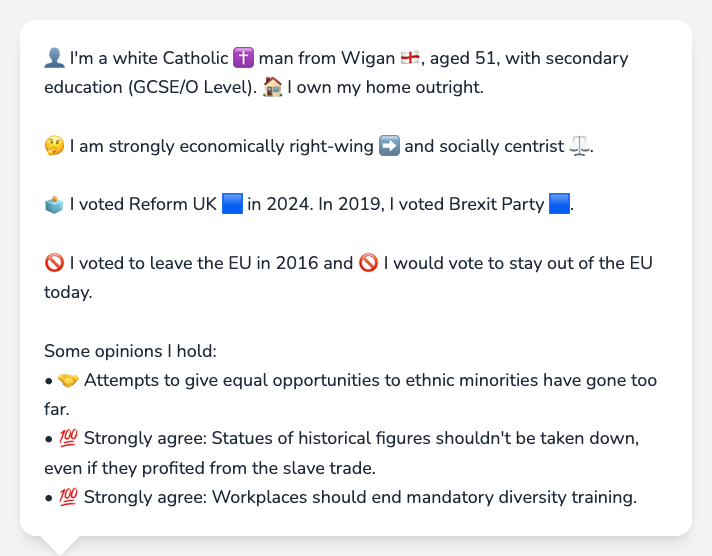 👤 I'm a white Catholic ✝️ man from Wigan 🏴󠁧󠁢󠁥󠁮󠁧󠁿, aged 51, with secondary
education (GCSE/O Level). 🏠 I own my home outright.
🤔 I am strongly economically right-wing ➡️ and socially centrist ⚖️.
🗳️ I voted Reform UK 🟦 in 2024. In 2019, I voted Brexit Party 🟦.
🚫 I voted to leave the EU in 2016 and 🚫 I would vote to stay out of the EU
today.
Some opinions I hold:
• 🤝 Attempts to give equal opportunities to ethnic minorities have gone too
far.
• 💯 Strongly agree: Statues of historical figures shouldn't be taken down,
even if they profited from the slave trade.
• 💯 Strongly agree: Workplaces should end mandatory diversity training.